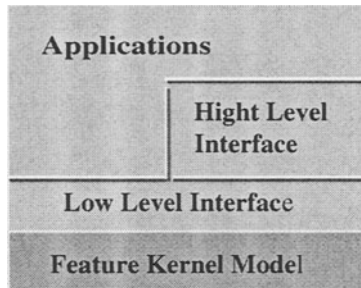 Applications
Hight Level
Interface
Low Level Interface
Feature Kernel Model